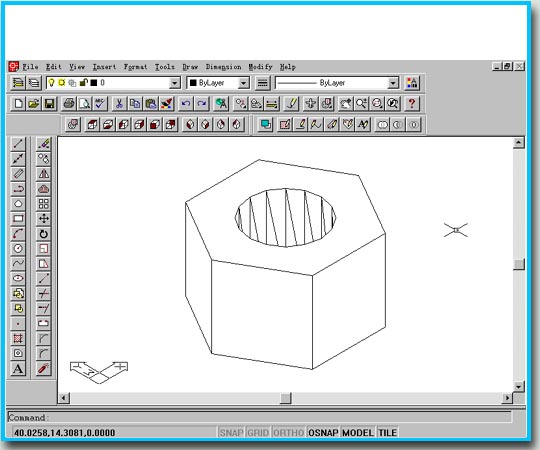 File Edit View Insert Format Tools Draw Dimension Modify Help
0 ByLayer ByLayer
A
Command:
40.0258,14.3081,0.0000 SNAP GRID ORTHO OSNAP MODEL TILE